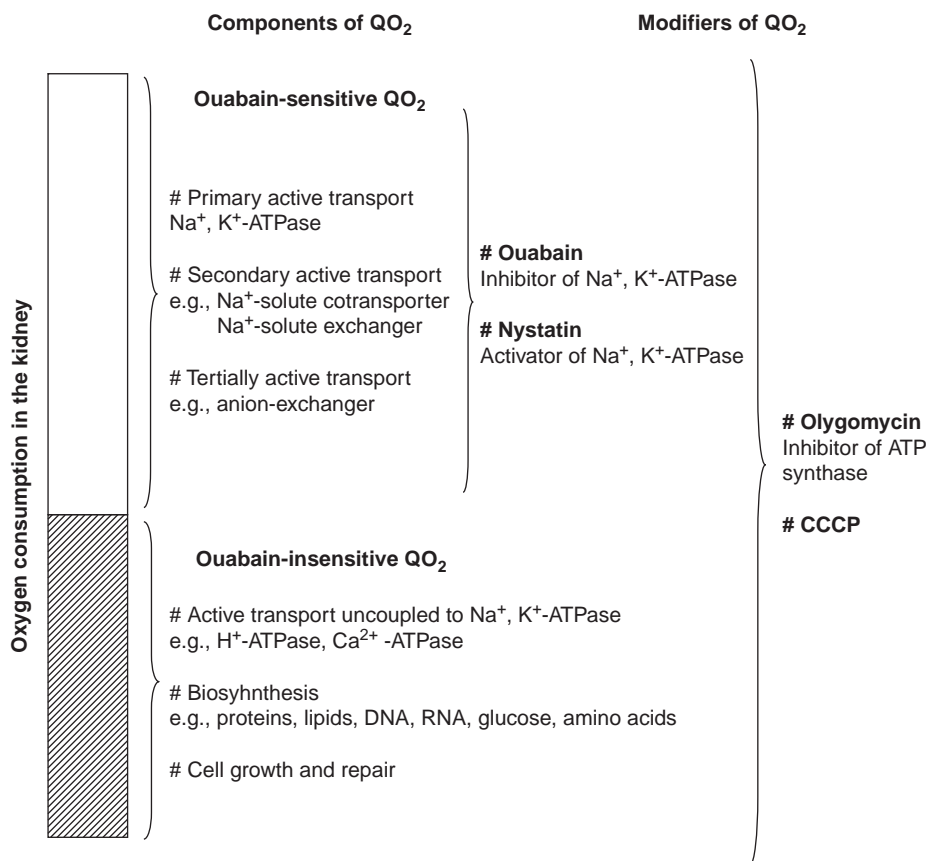 Components of QO₂
Modifiers of QO₂
Oxygen consumption in the kidney
Ouabain-sensitive QO₂
# Primary active transport
Na⁺, K⁺-ATPase
# Secondary active transport
e.g., Na⁺-solute cotransporter
Na⁺-solute exchanger
# Tertially active transport
e.g., anion-exchanger
# Ouabain
Inhibitor of Na⁺, K⁺-ATPase
# Nystatin
Activator of Na⁺, K⁺-ATPase
Ouabain-insensitive QO₂
# Active transport uncoupled to Na⁺, K⁺-ATPase
e.g., H⁺-ATPase, Ca²⁺ -ATPase
# Biosyhnthesis
e.g., proteins, lipids, DNA, RNA, glucose, amino acids
# Cell growth and repair
# Olygomycin
Inhibitor of ATP
synthase
# CCCP